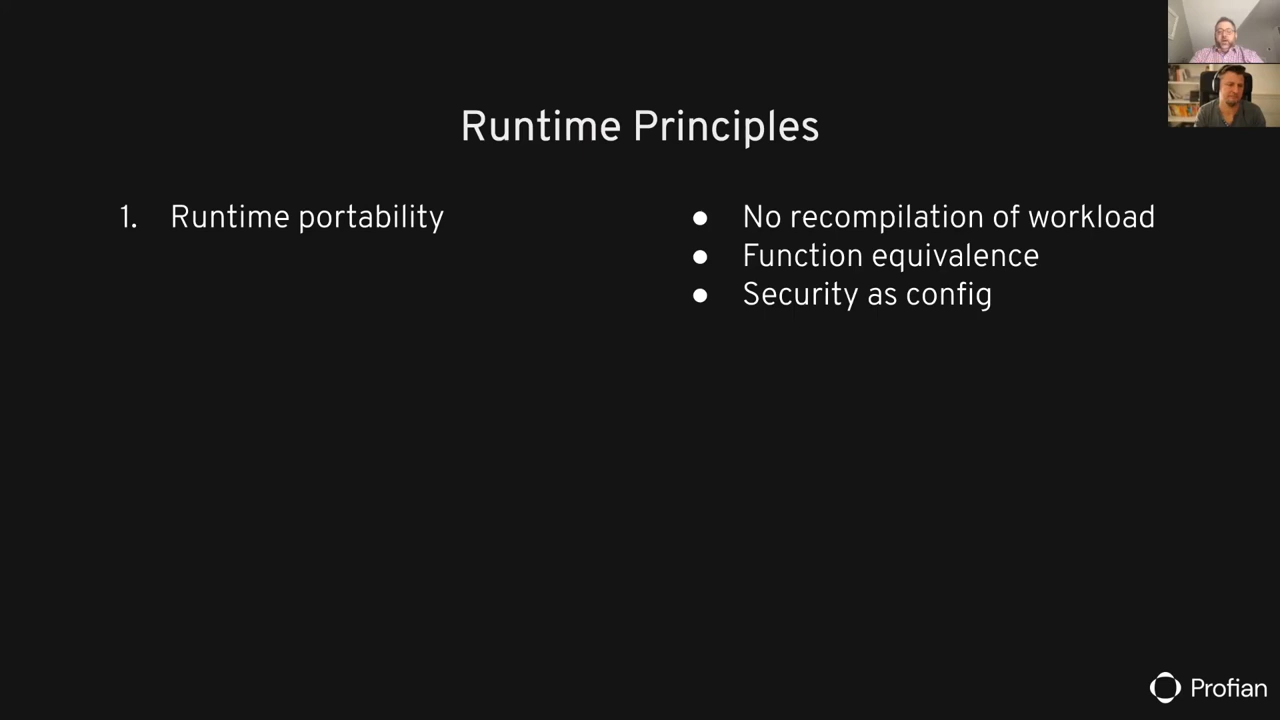 Runtime Principles
1. Runtime portability
● No recompilation of workload
● Function equivalence
● Security as config
Profian